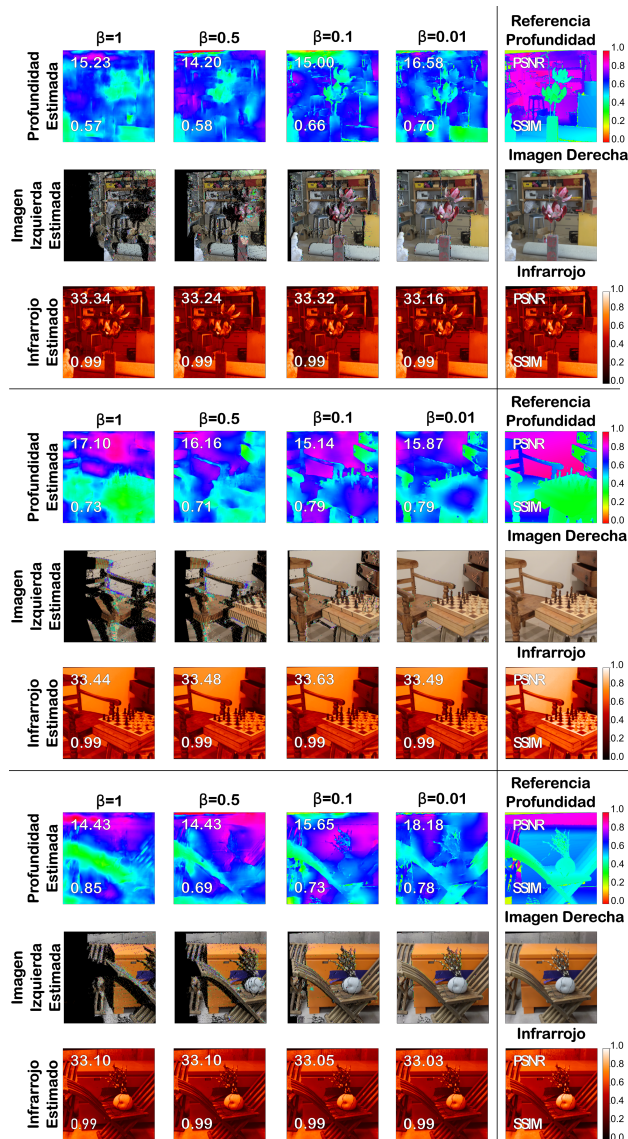 β=1 β=0.5 β=0.1 β=0.01 Referencia
Profundidad
Profundidad
Estimada
15.23 14.20 15.00 16.58 PSNR
0.57 0.58 0.66 0.70 SSIM
1.0
0.8
0.6
0.4
0.2
0.0
Imagen Derecha
Imagen
Izquierda
Estimada
Infrarrojo
Infrarrojo
Estimado
33.34 33.24 33.32 33.16 PSNR
0.99 0.99 0.99 0.99 SSIM
1.0
0.8
0.6
0.4
0.2
0.0
β=1 β=0.5 β=0.1 β=0.01 Referencia
Profundidad
Profundidad
Estimada
17.10 16.16 15.14 15.87 PSNR
0.73 0.71 0.79 0.79 SSIM
1.0
0.8
0.6
0.4
0.2
0.0
Imagen Derecha
Imagen
Izquierda
Estimada
Infrarrojo
Infrarrojo
Estimado
33.44 33.48 33.63 33.49 PSNR
0.99 0.99 0.99 0.99 SSIM
1.0
0.8
0.6
0.4
0.2
0.0
β=1 β=0.5 β=0.1 β=0.01 Referencia
Profundidad
Profundidad
Estimada
14.43 14.43 15.65 18.18 PSNR
0.85 0.69 0.73 0.78 SSIM
1.0
0.8
0.6
0.4
0.2
0.0
Imagen Derecha
Imagen
Izquierda
Estimada
Infrarrojo
Infrarrojo
Estimado
33.10 33.10 33.05 33.03 PSNR
0.99 0.99 0.99 0.99 SSIM
1.0
0.8
0.6
0.4
0.2
0.0